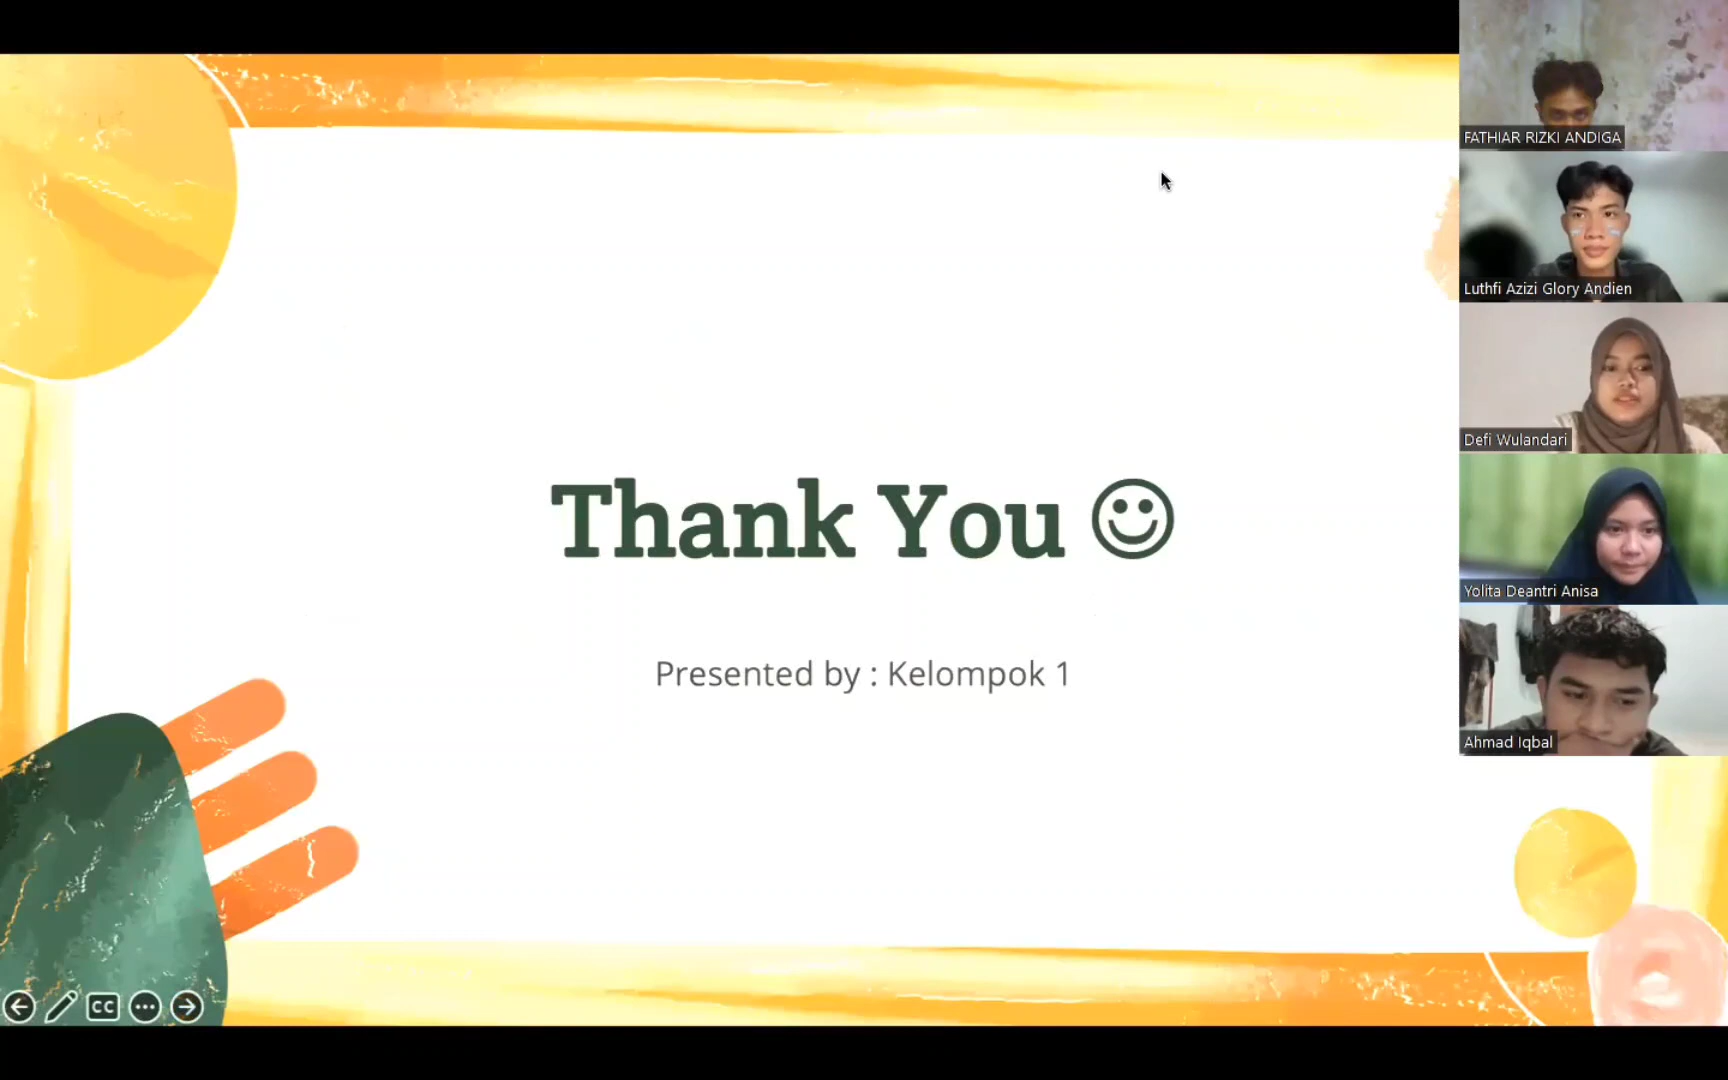 Thank You ☺
Presented by : Kelompok 1
FATHIAR RIZKI ANDIGA
Luthfi Azizi Glory Andien
Defi Wulandari
Yolita Deantri Anisa
Ahmad Iqbal
CC